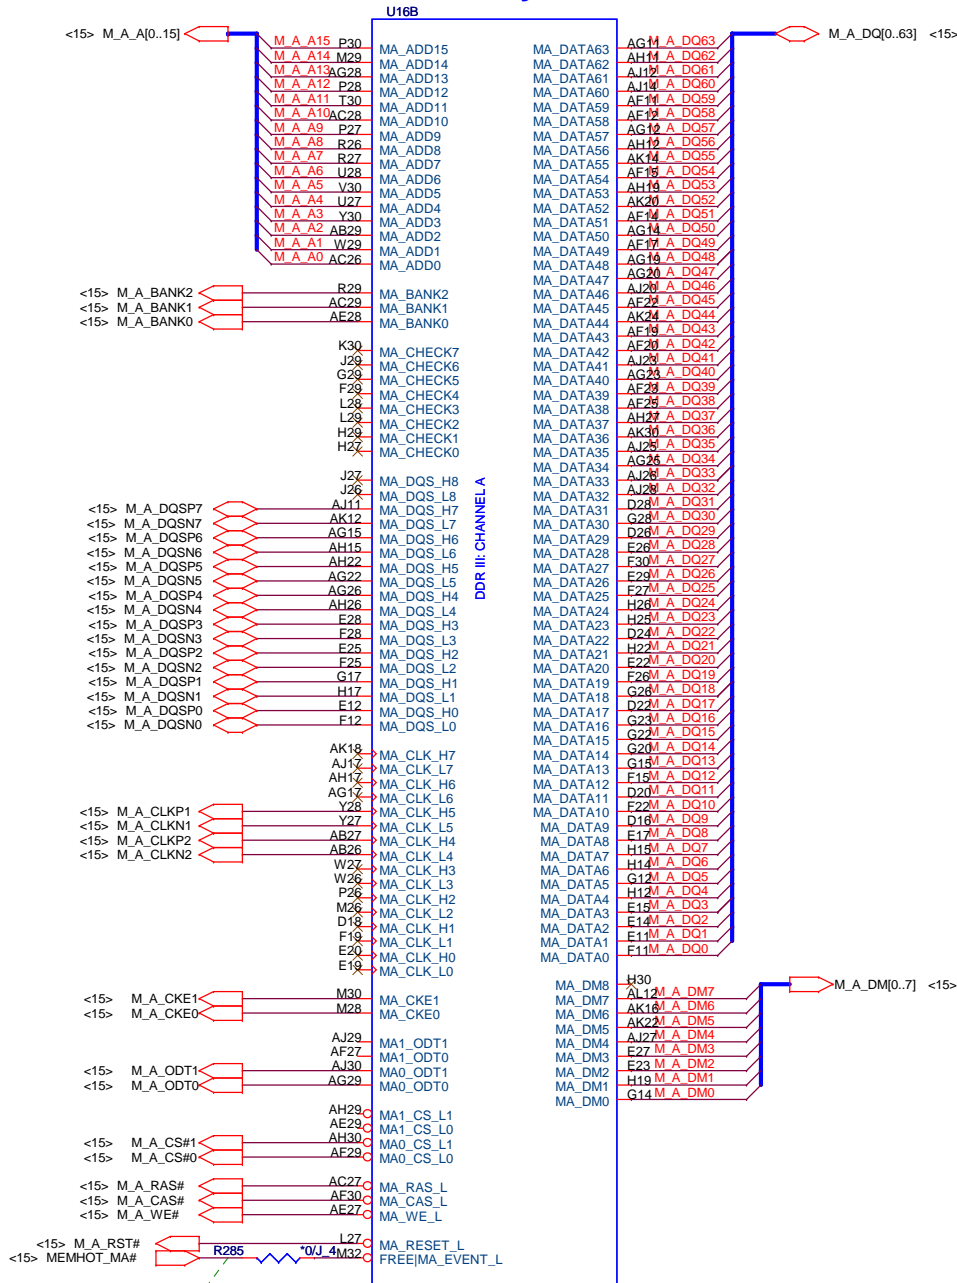 U16B
<15> M_A_A[0..15]
M_A_A15 P30 MA_ADD15
M_A_A14 M29 MA_ADD14
M_A_A13 AG28 MA_ADD13
M_A_A12 P28 MA_ADD12
M_A_A11 T30 MA_ADD11
M_A_A10 AC28 MA_ADD10
M_A_A9 P27 MA_ADD9
M_A_A8 R26 MA_ADD8
M_A_A7 R27 MA_ADD7
M_A_A6 U28 MA_ADD6
M_A_A5 V30 MA_ADD5
M_A_A4 U27 MA_ADD4
M_A_A3 Y30 MA_ADD3
M_A_A2 AB29 MA_ADD2
M_A_A1 W29 MA_ADD1
M_A_A0 AC26 MA_ADD0
<15> M_A_BANK2 R29 MA_BANK2
<15> M_A_BANK1 AC29 MA_BANK1
<15> M_A_BANK0 AE28 MA_BANK0
K30 MA_CHECK7
J29 MA_CHECK6
G29 MA_CHECK5
F29 MA_CHECK4
L28 MA_CHECK3
L29 MA_CHECK2
H29 MA_CHECK1
H27 MA_CHECK0
J27 MA_DQS_H8
J26 MA_DQS_L8
<15> M_A_DQSP7 AJ11 MA_DQS_H7
<15> M_A_DQSN7 AK12 MA_DQS_L7
<15> M_A_DQSP6 AG15 MA_DQS_H6
<15> M_A_DQSN6 AH15 MA_DQS_L6
<15> M_A_DQSP5 AH22 MA_DQS_H5
<15> M_A_DQSN5 AG22 MA_DQS_L5
<15> M_A_DQSP4 AG26 MA_DQS_H4
<15> M_A_DQSN4 AH26 MA_DQS_L4
<15> M_A_DQSP3 E28 MA_DQS_H3
<15> M_A_DQSN3 F28 MA_DQS_L3
<15> M_A_DQSP2 E25 MA_DQS_H2
<15> M_A_DQSN2 F25 MA_DQS_L2
<15> M_A_DQSP1 G17 MA_DQS_H1
<15> M_A_DQSN1 H17 MA_DQS_L1
<15> M_A_DQSP0 E12 MA_DQS_H0
<15> M_A_DQSN0 F12 MA_DQS_L0
AK18 MA_CLK_H7
AJ17 MA_CLK_L7
AH17 MA_CLK_H6
AG17 MA_CLK_L6
<15> M_A_CLKP1 Y28 MA_CLK_H5
<15> M_A_CLKN1 Y27 MA_CLK_L5
<15> M_A_CLKP2 AB27 MA_CLK_H4
<15> M_A_CLKN2 AB26 MA_CLK_L4
W27 MA_CLK_H3
W26 MA_CLK_L3
P26 MA_CLK_H2
M26 MA_CLK_L2
D18 MA_CLK_H1
F19 MA_CLK_L1
E20 MA_CLK_H0
E19 MA_CLK_L0
<15> M_A_CKE1 M30 MA_CKE1
<15> M_A_CKE0 M28 MA_CKE0
AJ29 MA1_ODT1
AF27 MA1_ODT0
<15> M_A_ODT1 AJ30 MA0_ODT1
<15> M_A_ODT0 AG29 MA0_ODT0
AH29 MA1_CS_L1
AE29 MA1_CS_L0
<15> M_A_CS#1 AH30 MA0_CS_L1
<15> M_A_CS#0 AF29 MA0_CS_L0
<15> M_A_RAS# AC27 MA_RAS_L
<15> M_A_CAS# AF30 MA_CAS_L
<15> M_A_WE# AE27 MA_WE_L
<15> M_A_RST# L27 MA_RESET_L
<15> MEMHOT_MA# R285 *0/J_4 M32 FREE|MA_EVENT_L
DDR III: CHANNEL A
M_A_DQ[0..63] <15>
MA_DATA63 AG11 M_A_DQ63
MA_DATA62 AH11 M_A_DQ62
MA_DATA61 AJ12 M_A_DQ61
MA_DATA60 AJ14 M_A_DQ60
MA_DATA59 AF11 M_A_DQ59
MA_DATA58 AF12 M_A_DQ58
MA_DATA57 AG12 M_A_DQ57
MA_DATA56 AH12 M_A_DQ56
MA_DATA55 AK14 M_A_DQ55
MA_DATA54 AF15 M_A_DQ54
MA_DATA53 AH19 M_A_DQ53
MA_DATA52 AK20 M_A_DQ52
MA_DATA51 AF14 M_A_DQ51
MA_DATA50 AG14 M_A_DQ50
MA_DATA49 AF17 M_A_DQ49
MA_DATA48 AG19 M_A_DQ48
MA_DATA47 AG20 M_A_DQ47
MA_DATA46 AJ20 M_A_DQ46
MA_DATA45 AF22 M_A_DQ45
MA_DATA44 AK24 M_A_DQ44
MA_DATA43 AF19 M_A_DQ43
MA_DATA42 AF20 M_A_DQ42
MA_DATA41 AJ23 M_A_DQ41
MA_DATA40 AG23 M_A_DQ40
MA_DATA39 AF23 M_A_DQ39
MA_DATA38 AF25 M_A_DQ38
MA_DATA37 AH27 M_A_DQ37
MA_DATA36 AK30 M_A_DQ36
MA_DATA35 AJ25 M_A_DQ35
MA_DATA34 AG25 M_A_DQ34
MA_DATA33 AJ26 M_A_DQ33
MA_DATA32 AJ28 M_A_DQ32
MA_DATA31 D28 M_A_DQ31
MA_DATA30 G28 M_A_DQ30
MA_DATA29 D26 M_A_DQ29
MA_DATA28 E26 M_A_DQ28
MA_DATA27 F30 M_A_DQ27
MA_DATA26 E29 M_A_DQ26
MA_DATA25 F27 M_A_DQ25
MA_DATA24 H26 M_A_DQ24
MA_DATA23 H25 M_A_DQ23
MA_DATA22 D24 M_A_DQ22
MA_DATA21 H22 M_A_DQ21
MA_DATA20 E22 M_A_DQ20
MA_DATA19 F26 M_A_DQ19
MA_DATA18 G26 M_A_DQ18
MA_DATA17 D22 M_A_DQ17
MA_DATA16 G23 M_A_DQ16
MA_DATA15 G22 M_A_DQ15
MA_DATA14 G20 M_A_DQ14
MA_DATA13 G15 M_A_DQ13
MA_DATA12 F15 M_A_DQ12
MA_DATA11 D20 M_A_DQ11
MA_DATA10 F22 M_A_DQ10
MA_DATA9 D16 M_A_DQ9
MA_DATA8 E17 M_A_DQ8
MA_DATA7 H15 M_A_DQ7
MA_DATA6 H14 M_A_DQ6
MA_DATA5 G12 M_A_DQ5
MA_DATA4 H12 M_A_DQ4
MA_DATA3 E15 M_A_DQ3
MA_DATA2 E14 M_A_DQ2
MA_DATA1 E11 M_A_DQ1
MA_DATA0 F11 M_A_DQ0
M_A_DM[0..7] <15>
MA_DM8 H30
MA_DM7 AL12 M_A_DM7
MA_DM6 AK16 M_A_DM6
MA_DM5 AK22 M_A_DM5
MA_DM4 AJ27 M_A_DM4
MA_DM3 E27 M_A_DM3
MA_DM2 E23 M_A_DM2
MA_DM1 H19 M_A_DM1
MA_DM0 G14 M_A_DM0